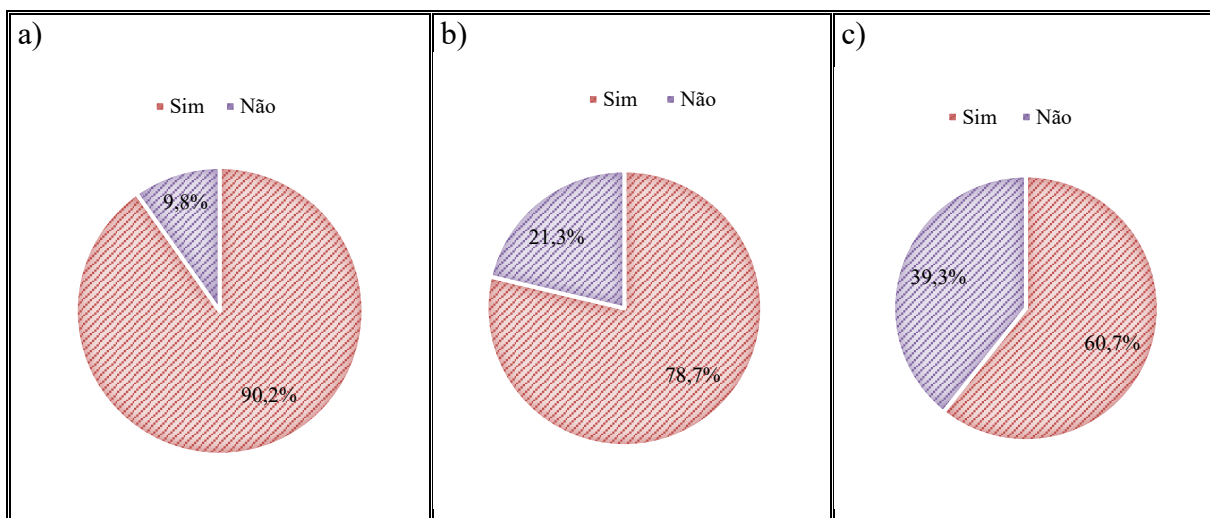 a)
Sim Não
9,8%
90,2%
b)
Sim Não
21,3%
78,7%
c)
Sim Não
39,3%
60,7%